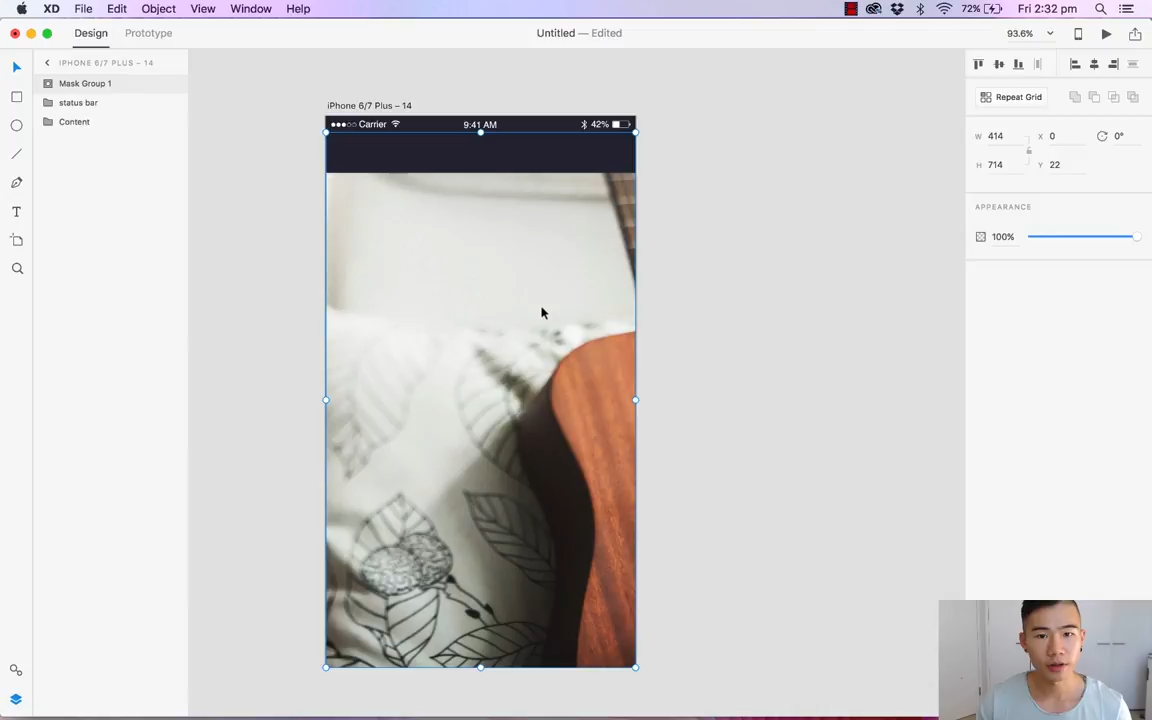 XD File Edit Object View Window Help 72% Fri 2:32 pm
Design Prototype Untitled — Edited 93.6%
IPHONE 6/7 PLUS – 14
Mask Group 1
status bar
Content
iPhone 6/7 Plus – 14
Carrier 9:41 AM 42%
Repeat Grid
W 414 X 0 0°
H 714 Y 22
APPEARANCE
100%